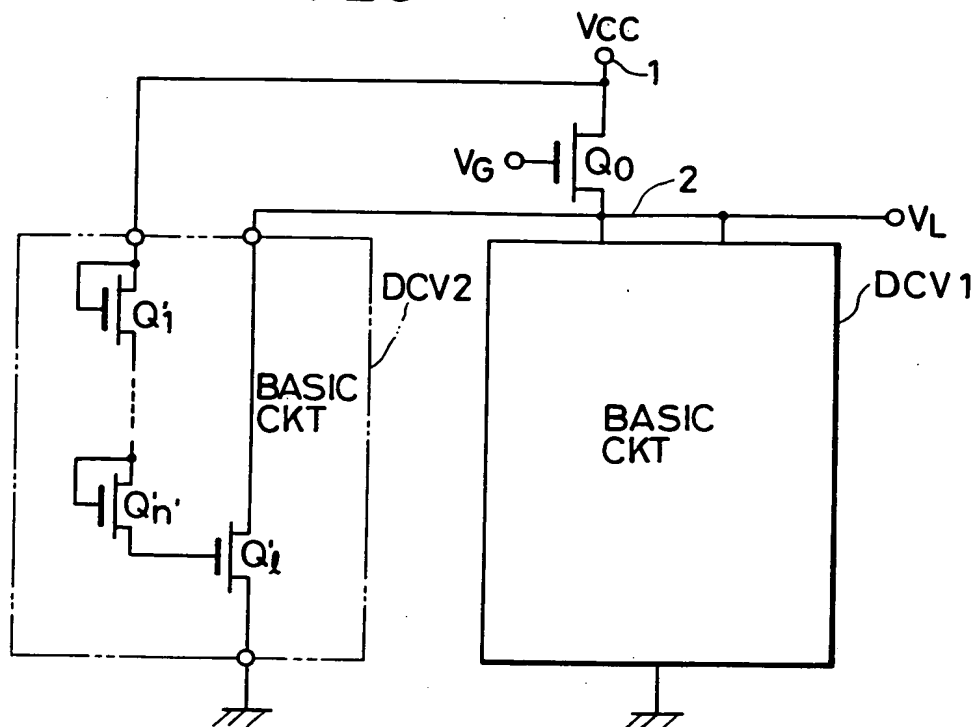 VCC
1
VG
Q0
2
VL
DCV2
DCV1
Q'1
BASIC
CKT
BASIC
CKT
Q'n'
Q'ℓ